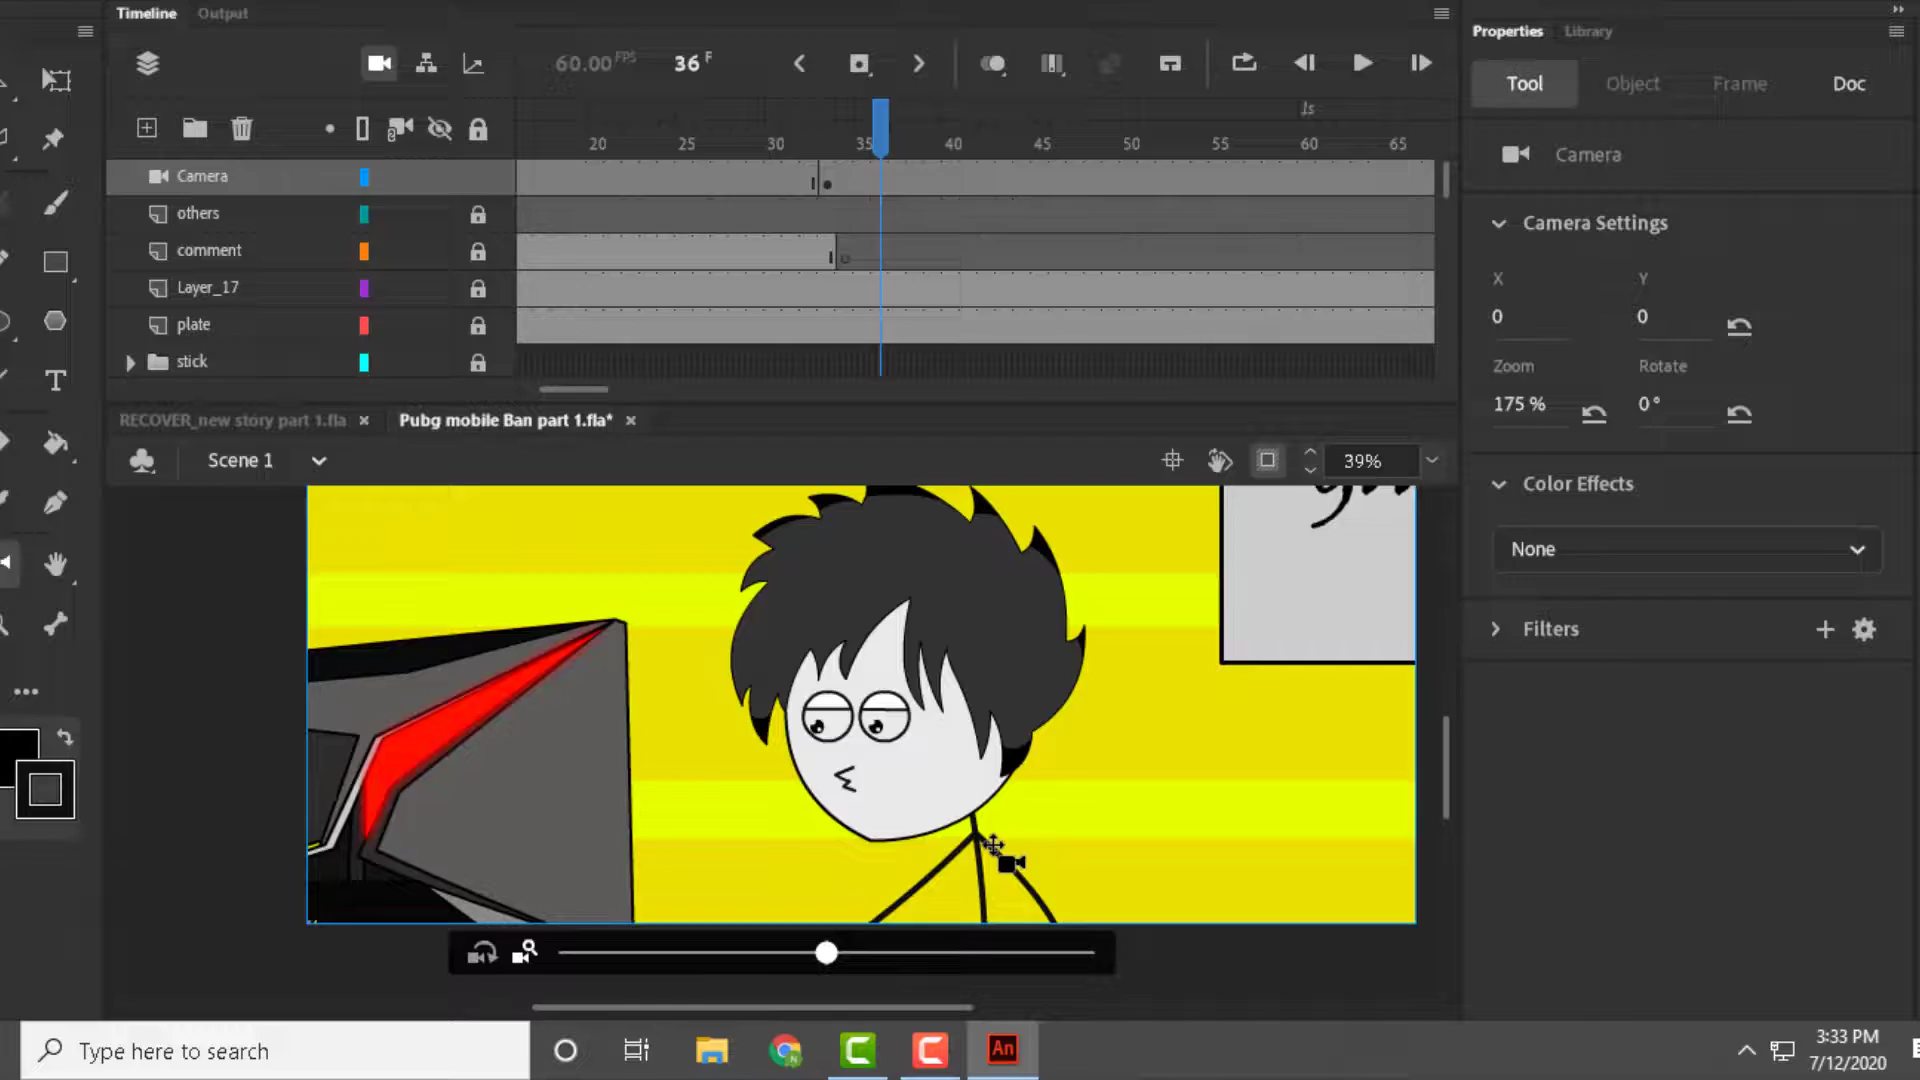 Timeline Output
Properties Library
60.00 FPS 36 F
Tool Object Frame Doc
1s
20 25 30 35 40 45 50 55 60 65
Camera
Camera
others
comment
Layer_17
plate
stick
Camera Settings
X Y
0 0
Zoom Rotate
175 % 0°
RECOVER_new story part 1.fla × Pubg mobile Ban part 1.fla* ×
Scene 1 39%
Color Effects
None
Filters
T
Type here to search
An
3:33 PM
7/12/2020